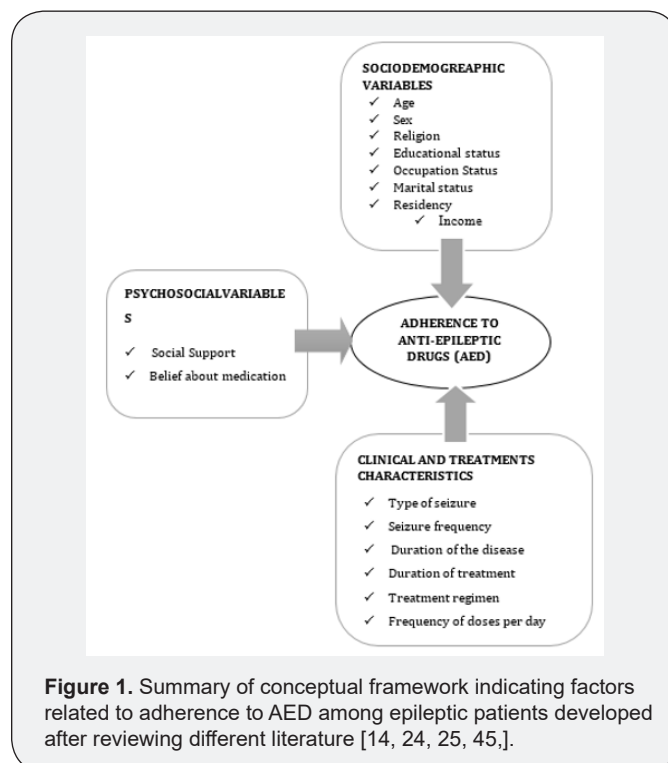 SOCIODEMOGREAPHIC
VARIABLES
✓ Age
✓ Sex
✓ Religion
✓ Educational status
✓ Occupation Status
✓ Marital status
✓ Residency
✓ Income
PSYCHOSOCIALVARIABLE
S
✓ Social Support
✓ Belief about medication
ADHERENCE TO
ANTI-EPILEPTIC
DRUGS (AED)
CLINICAL AND TREATMENTS
CHARACTERISTICS
✓ Type of seizure
✓ Seizure frequency
✓ Duration of the disease
✓ Duration of treatment
✓ Treatment regimen
✓ Frequency of doses per day
Figure 1. Summary of conceptual framework indicating factors
related to adherence to AED among epileptic patients developed
after reviewing different literature [14, 24, 25, 45,].